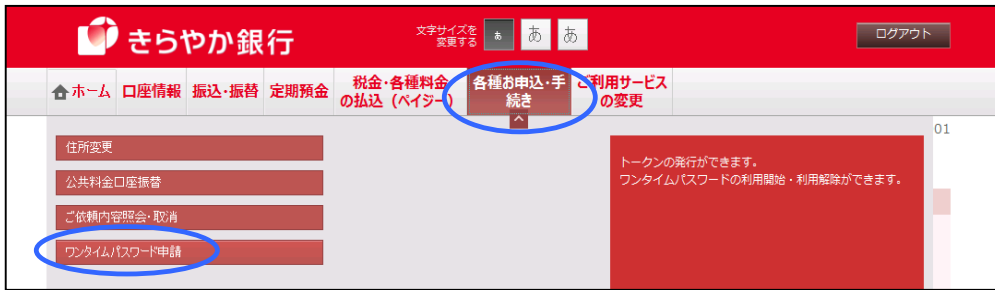 きらやか銀行
文字サイズを
変更する
あ
あ
あ
ログアウト
ホーム
口座情報
振込・振替
定期預金
税金・各種料金
の払込（ペイジー）
各種お申込・手
続き
ご利用サービス
の変更
01
住所変更
公共料金口座振替
ご依頼内容照会・取消
ワンタイムパスワード申請
トークンの発行ができます。
ワンタイムパスワードの利用開始・利用解除ができます。